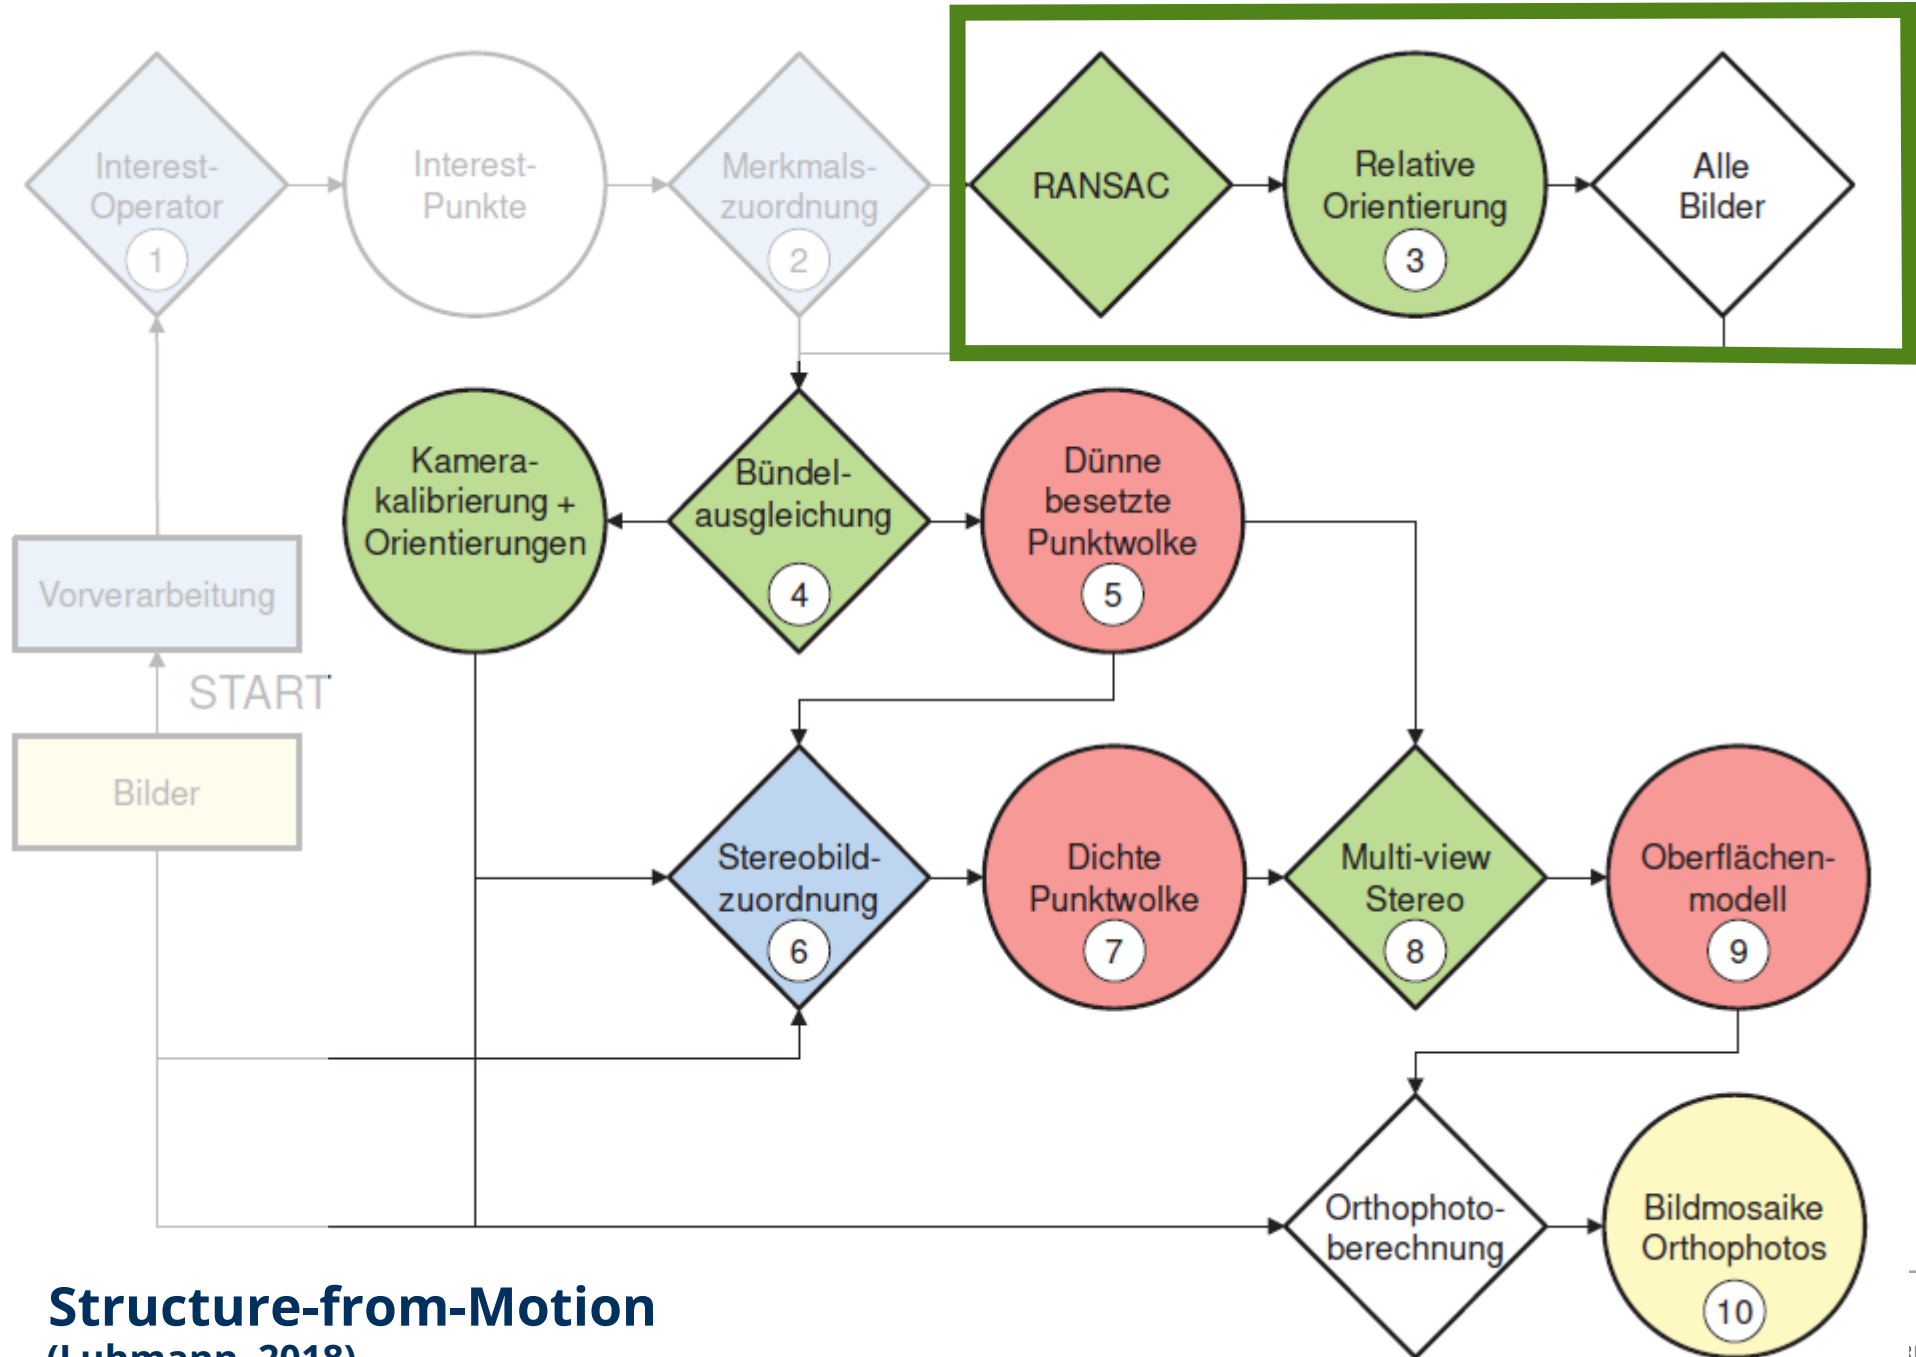 Interest-
Operator
1
Interest-
Punkte
Merkmals-
zuordnung
2
RANSAC
Relative
Orientierung
3
Alle
Bilder
Kamera-
kalibrierung +
Orientierungen
Bündel-
ausgleichung
4
Dünne
besetzte
Punktwolke
5
Vorverarbeitung
START
Bilder
Stereobild-
zuordnung
6
Dichte
Punktwolke
7
Multi-view
Stereo
8
Oberflächen-
modell
9
Orthophoto-
berechnung
Bildmosaike
Orthophotos
10
Structure-from-Motion
(Luhmann, 2018)